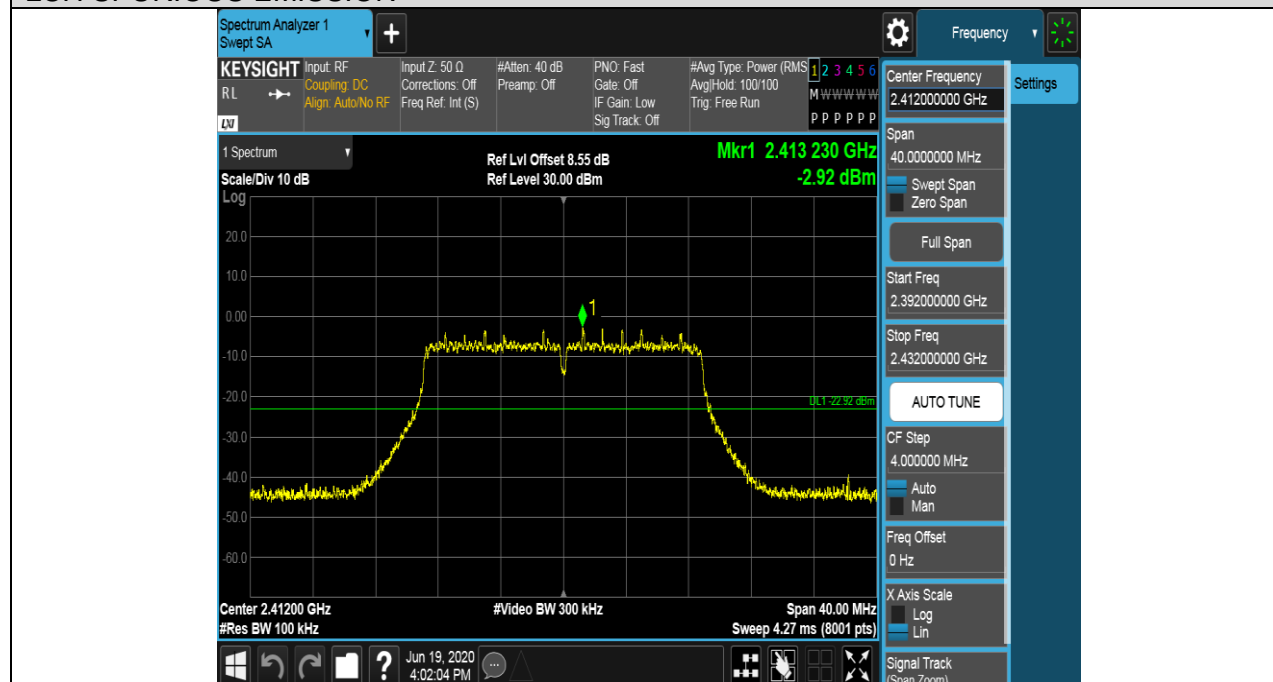 Spectrum Analyzer 1
Swept SA
Frequency
KEYSIGHT
RL
LXI
Input: RF
Coupling: DC
Align: Auto/No RF
Input Z: 50 Ω
Corrections: Off
Freq Ref: Int (S)
#Atten: 40 dB
Preamp: Off
PNO: Fast
Gate: Off
IF Gain: Low
Sig Track: Off
#Avg Type: Power (RMS
Avg|Hold: 100/100
Trig: Free Run
1 2 3 4 5 6
M W W W W W
P P P P P P
1 Spectrum
Scale/Div 10 dB
Log
Ref Lvl Offset 8.55 dB
Ref Level 30.00 dBm
Mkr1 2.413 230 GHz
-2.92 dBm
20.0
10.0
0.00
-10.0
-20.0
-30.0
-40.0
-50.0
-60.0
1
DL1 -22.92 dBm
Center 2.41200 GHz
#Res BW 100 kHz
#Video BW 300 kHz
Span 40.00 MHz
Sweep 4.27 ms (8001 pts)
Jun 19, 2020
4:02:04 PM
Center Frequency
2.412000000 GHz
Settings
Span
40.0000000 MHz
Swept Span
Zero Span
Full Span
Start Freq
2.392000000 GHz
Stop Freq
2.432000000 GHz
AUTO TUNE
CF Step
4.000000 MHz
Auto
Man
Freq Offset
0 Hz
X Axis Scale
Log
Lin
Signal Track
(Span Zoom)